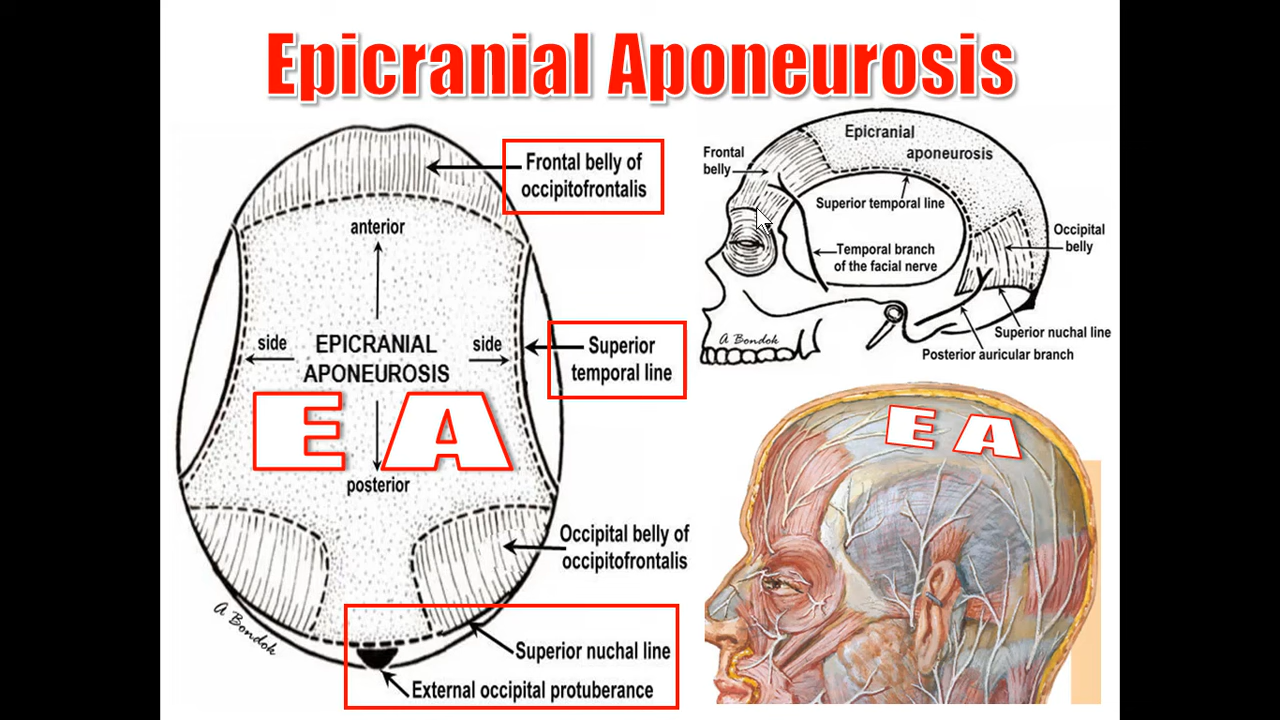 Epicranial Aponeurosis
Frontal belly of
occipitofrontalis
anterior
side
EPICRANIAL
APONEUROSIS
side
Superior
temporal line
E A
posterior
Occipital belly of
occipitofrontalis
A Bondok
Superior nuchal line
External occipital protuberance
Epicranial
aponeurosis
Frontal
belly
Superior temporal line
Occipital
belly
Temporal branch
of the facial nerve
Superior nuchal line
A Bondok
Posterior auricular branch
E A